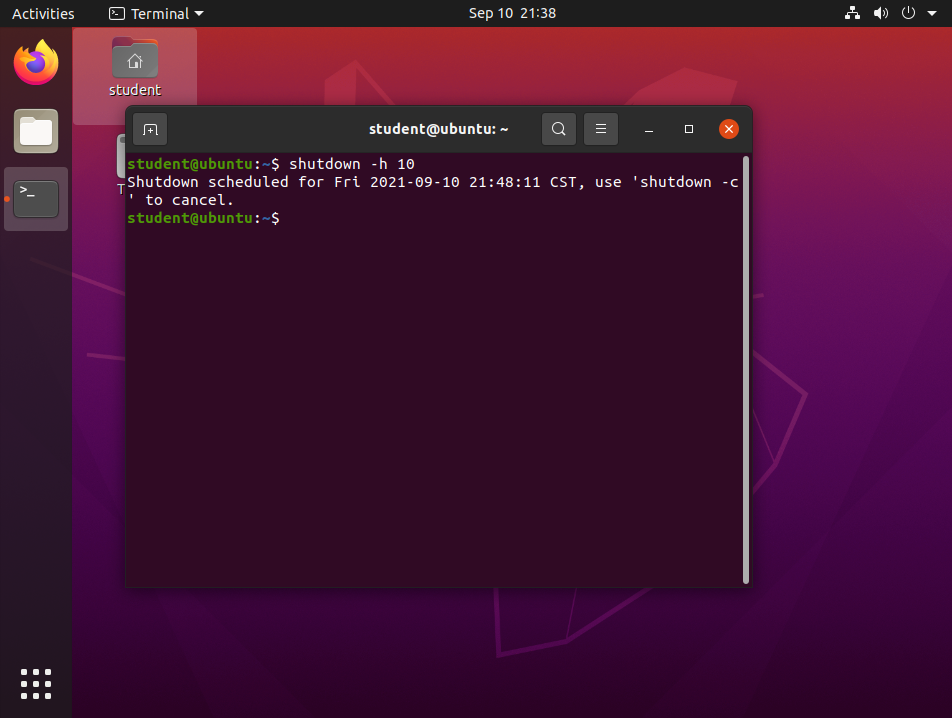 Activities
Terminal
Sep 10 21:38
student
student@ubuntu: ~
student@ubuntu:~$ shutdown -h 10
Shutdown scheduled for Fri 2021-09-10 21:48:11 CST, use 'shutdown -c
' to cancel.
student@ubuntu:~$